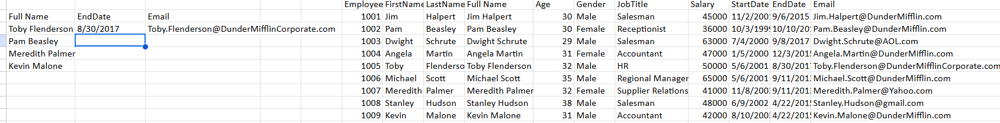 Employee FirstName LastName Full Name Age Gender JobTitle Salary StartDate EndDate Email
Full Name EndDate Email 1001 Jim Halpert Jim Halpert 30 Male Salesman 45000 11/2/2001 9/6/2015 Jim.Halpert@DunderMifflin.com
Toby Flenderson 8/30/2017 Toby.Flenderson@DunderMifflinCorporate.com 1002 Pam Beasley Pam Beasley 30 Female Receptionist 36000 10/3/1999 10/10/201 Pam.Beasley@DunderMifflin.com
Pam Beasley 1003 Dwight Schrute Dwight Schrute 29 Male Salesman 63000 7/4/2000 9/8/2017 Dwight.Schrute@AOL.com
Meredith Palmer 1004 Angela Martin Angela Martin 31 Female Accountant 47000 1/5/2000 12/3/2015 Angela.Martin@DunderMifflin.com
Kevin Malone 1005 Toby Flenderso Toby Flenderson 32 Male HR 50000 5/6/2001 8/30/2017 Toby.Flenderson@DunderMifflinCorporate.com
1006 Michael Scott Michael Scott 35 Male Regional Manager 65000 5/6/2001 9/11/2013 Michael.Scott@DunderMifflin.com
1007 Meredith Palmer Meredith Palmer 32 Female Supplier Relations 41000 11/8/2003 9/11/2013 Meredith.Palmer@Yahoo.com
1008 Stanley Hudson Stanley Hudson 38 Male Salesman 48000 6/9/2002 4/22/2015 Stanley.Hudson@gmail.com
1009 Kevin Malone Kevin Malone 31 Male Accountant 42000 8/10/2003 4/22/2015 Kevin.Malone@DunderMifflin.com